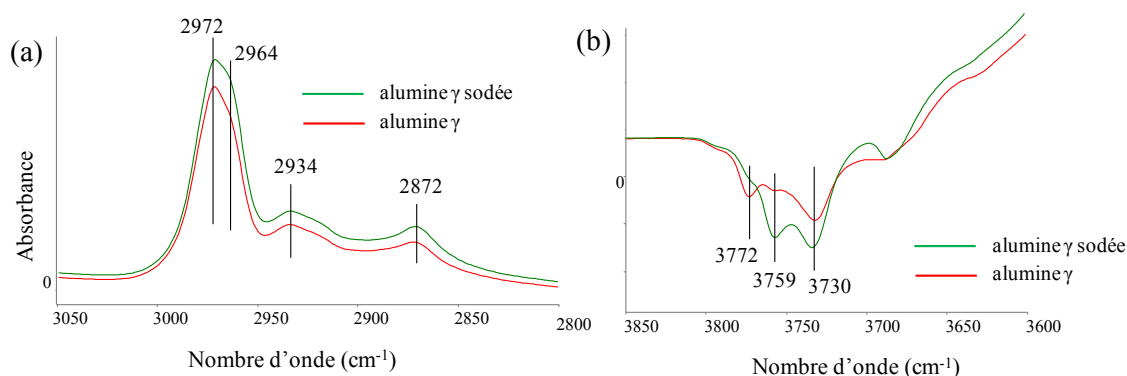 (a)
2972
2964
alumine γ sodée
alumine γ
2934
2872
Absorbance
0
3050
3000
2950
2900
2850
2800
Nombre d'onde (cm⁻¹)
(b)
0
3772
3759
3730
alumine γ sodée
alumine γ
3850
3800
3750
3700
3650
3600
Nombre d'onde (cm⁻¹)